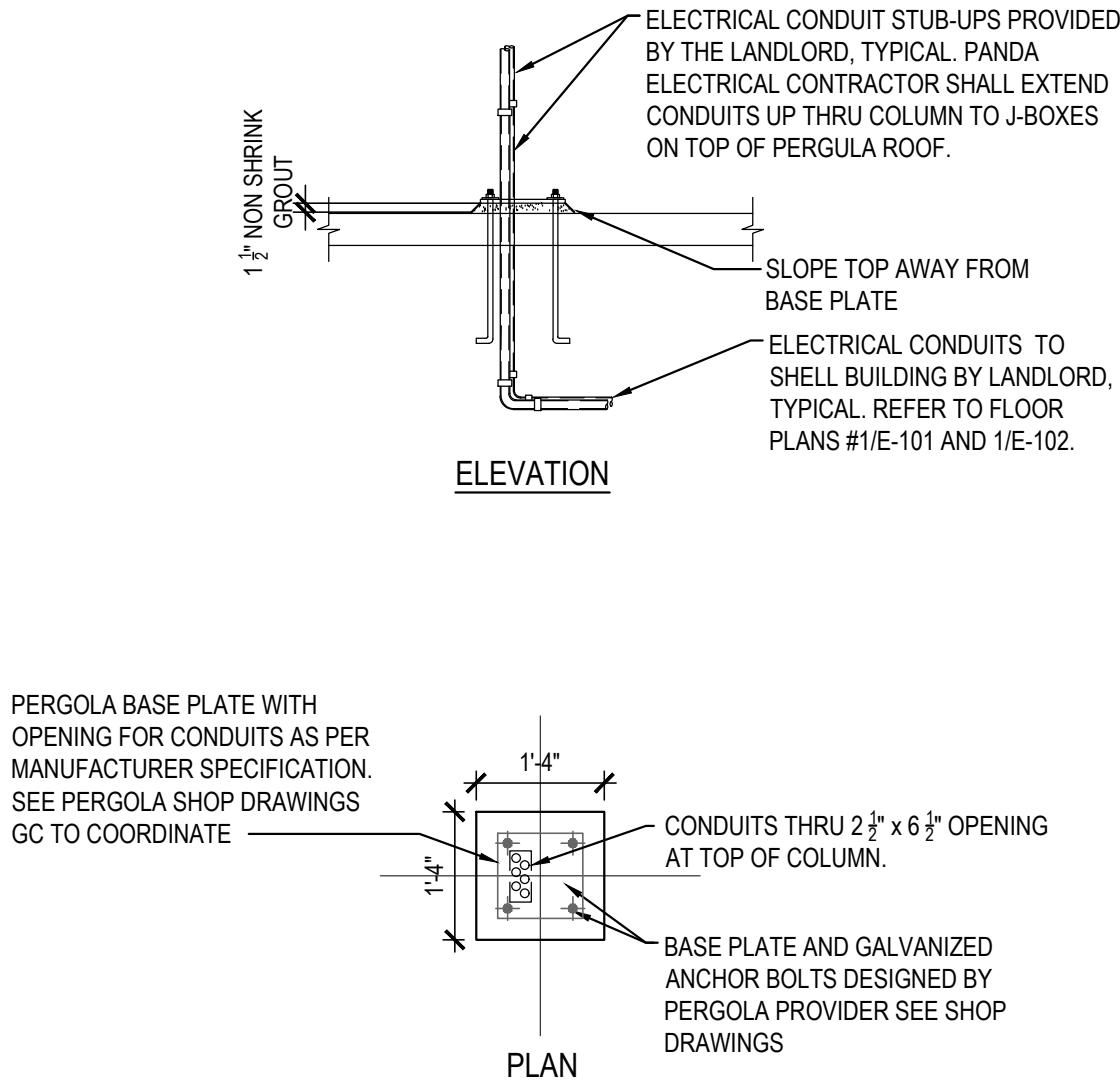 ELECTRICAL CONDUIT STUB-UPS PROVIDED
BY THE LANDLORD, TYPICAL. PANDA
ELECTRICAL CONTRACTOR SHALL EXTEND
CONDUITS UP THRU COLUMN TO J-BOXES
ON TOP OF PERGULA ROOF.
1 1/2" NON SHRINK
GROUT
SLOPE TOP AWAY FROM
BASE PLATE
ELECTRICAL CONDUITS TO
SHELL BUILDING BY LANDLORD,
TYPICAL. REFER TO FLOOR
PLANS #1/E-101 AND 1/E-102.
ELEVATION
PERGOLA BASE PLATE WITH
OPENING FOR CONDUITS AS PER
MANUFACTURER SPECIFICATION.
SEE PERGOLA SHOP DRAWINGS
GC TO COORDINATE
1'-4"
1'-4"
CONDUITS THRU 2 1/2" x 6 1/2" OPENING
AT TOP OF COLUMN.
BASE PLATE AND GALVANIZED
ANCHOR BOLTS DESIGNED BY
PERGOLA PROVIDER SEE SHOP
DRAWINGS
PLAN